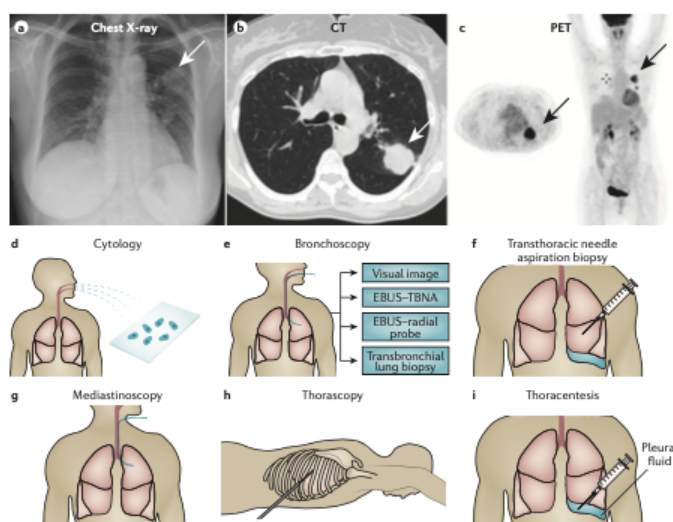 a Chest X-ray
b CT
c PET
d Cytology
e Bronchoscopy
Visual image
EBUS–TBNA
EBUS–radial
probe
Transbronchial
lung biopsy
f Transthoracic needle
aspiration biopsy
g Mediastinoscopy
h Thorascopy
i Thoracentesis
Pleura
fluid